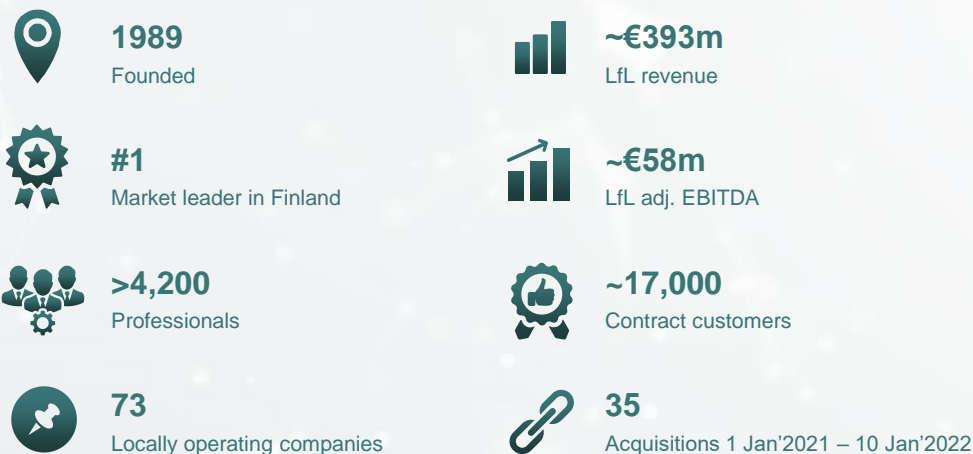 1989
Founded
~€393m
LfL revenue
#1
Market leader in Finland
~€58m
LfL adj. EBITDA
>4,200
Professionals
~17,000
Contract customers
73
Locally operating companies
35
Acquisitions 1 Jan’2021 – 10 Jan’2022